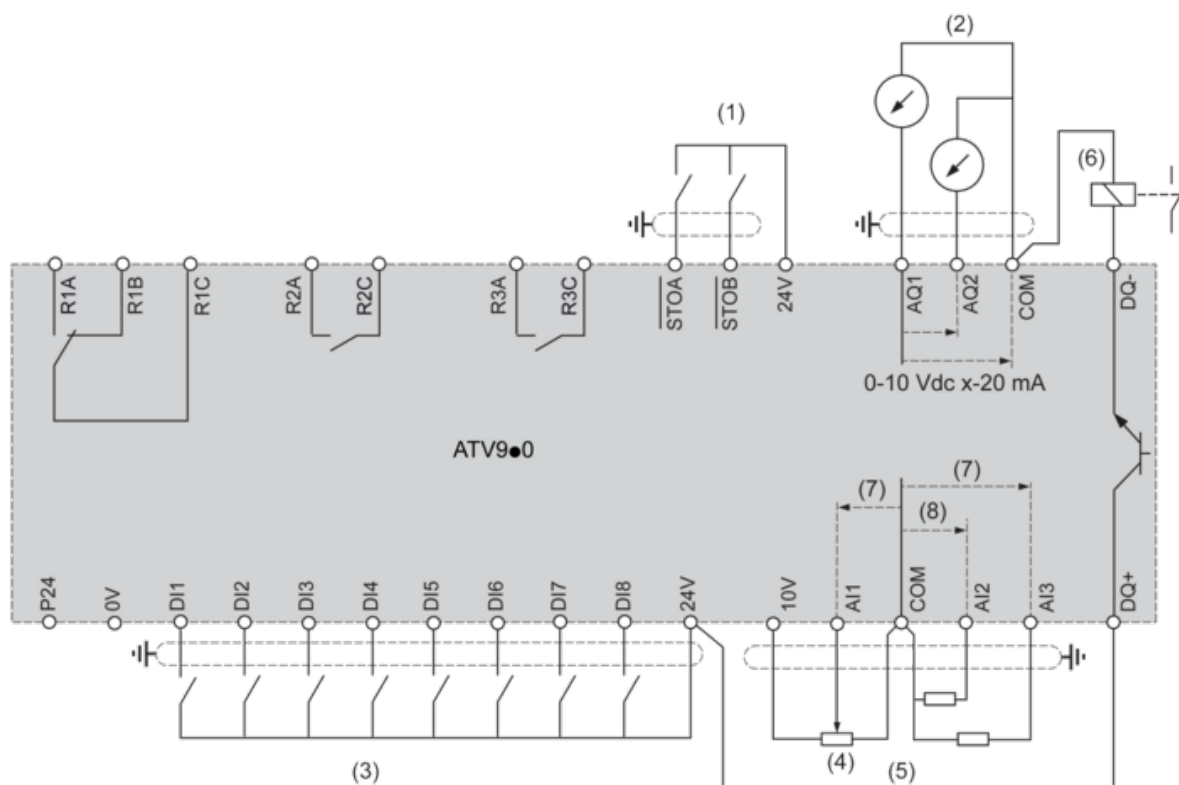 (2)
(1)
(6)
R1A
R1B
R1C
R2A
R2C
R3A
R3C
STOA
STOB
24V
AQ1
AQ2
COM
DQ-
0-10 Vdc x-20 mA
ATV9●0
(7)
(7)
(8)
P24
0V
DI1
DI2
DI3
DI4
DI5
DI6
DI7
DI8
24V
10V
AI1
COM
AI2
AI3
DQ+
(3)
(4)
(5)